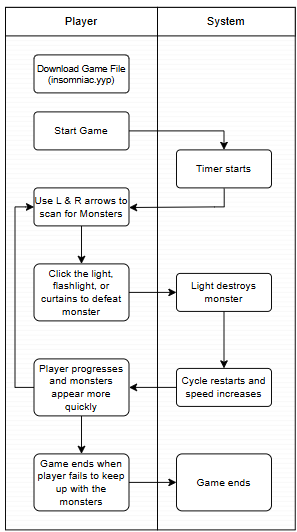 Player
System
Download Game File
(insomniac.yyp)
Start Game
Timer starts
Use L & R arrows to
scan for Monsters
Click the light,
flashlight, or
curtains to defeat
monster
Light destroys
monster
Player progresses
and monsters
appear more
quickly
Cycle restarts and
speed increases
Game ends when
player fails to keep
up with the
monsters
Game ends